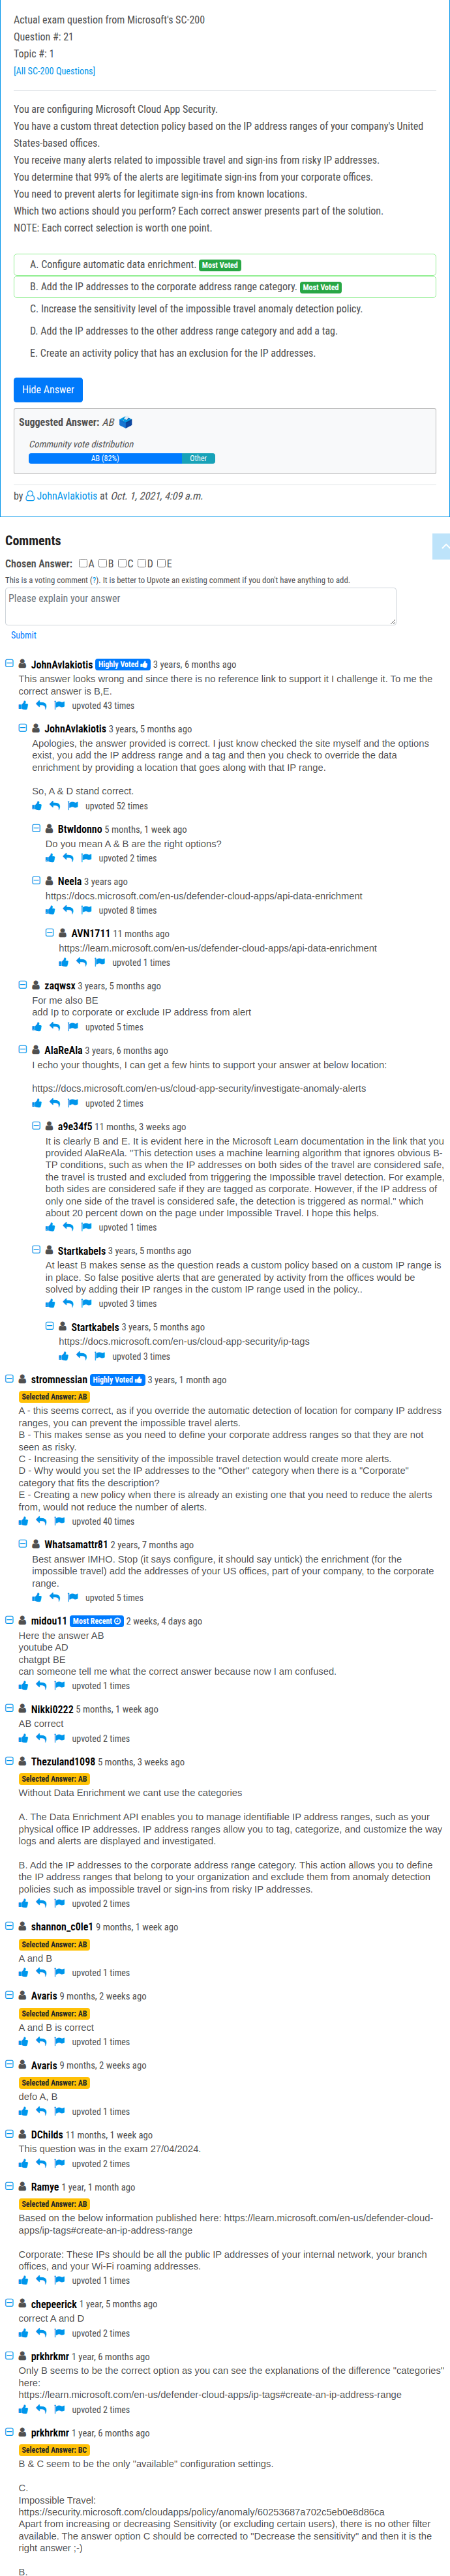 Actual exam question from Microsoft's SC-200
Question #: 21
Topic #: 1
[All SC-200 Questions]
You are configuring Microsoft Cloud App Security.
You have a custom threat detection policy based on the IP address ranges of your company's United
States-based offices.
You receive many alerts related to impossible travel and sign-ins from risky IP addresses.
You determine that 99% of the alerts are legitimate sign-ins from your corporate offices.
You need to prevent alerts for legitimate sign-ins from known locations.
Which two actions should you perform? Each correct answer presents part of the solution.
NOTE: Each correct selection is worth one point.
A. Configure automatic data enrichment. Most Voted
B. Add the IP addresses to the corporate address range category. Most Voted
C. Increase the sensitivity level of the impossible travel anomaly detection policy.
D. Add the IP addresses to the other address range category and add a tag.
E. Create an activity policy that has an exclusion for the IP addresses.
Hide Answer
Suggested Answer: AB
Community vote distribution
AB (82%) Other
by JohnAvlakiotis at Oct. 1, 2021, 4:09 a.m.
Comments
Chosen Answer: A B C D E
This is a voting comment (?). It is better to Upvote an existing comment if you don't have anything to add.
Please explain your answer
Submit
JohnAvlakiotis Highly Voted 3 years, 6 months ago
This answer looks wrong and since there is no reference link to support it I challenge it. To me the
correct answer is B,E.
upvoted 43 times
JohnAvlakiotis 3 years, 5 months ago
Apologies, the answer provided is correct. I just know checked the site myself and the options
exist, you add the IP address range and a tag and then you check to override the data
enrichment by providing a location that goes along with that IP range.
So, A & D stand correct.
upvoted 52 times
Btwldonno 5 months, 1 week ago
Do you mean A & B are the right options?
upvoted 2 times
Neela 3 years ago
https://docs.microsoft.com/en-us/defender-cloud-apps/api-data-enrichment
upvoted 8 times
AVN1711 11 months ago
https://learn.microsoft.com/en-us/defender-cloud-apps/api-data-enrichment
upvoted 1 times
zaqwsx 3 years, 5 months ago
For me also BE
add Ip to corporate or exclude IP address from alert
upvoted 5 times
AlaReAla 3 years, 6 months ago
I echo your thoughts, I can get a few hints to support your answer at below location:
https://docs.microsoft.com/en-us/cloud-app-security/investigate-anomaly-alerts
upvoted 2 times
a9e34f5 11 months, 3 weeks ago
It is clearly B and E. It is evident here in the Microsoft Learn documentation in the link that you
provided AlaReAla. "This detection uses a machine learning algorithm that ignores obvious B-
TP conditions, such as when the IP addresses on both sides of the travel are considered safe,
the travel is trusted and excluded from triggering the Impossible travel detection. For example,
both sides are considered safe if they are tagged as corporate. However, if the IP address of
only one side of the travel is considered safe, the detection is triggered as normal." which
about 20 percent down on the page under Impossible Travel. I hope this helps.
upvoted 1 times
Startkabels 3 years, 5 months ago
At least B makes sense as the question reads a custom policy based on a custom IP range is
in place. So false positive alerts that are generated by activity from the offices would be
solved by adding their IP ranges in the custom IP range used in the policy..
upvoted 3 times
Startkabels 3 years, 5 months ago
https://docs.microsoft.com/en-us/cloud-app-security/ip-tags
upvoted 3 times
stromnessian Highly Voted 3 years, 1 month ago
Selected Answer: AB
A - this seems correct, as if you override the automatic detection of location for company IP address
ranges, you can prevent the impossible travel alerts.
B - This makes sense as you need to define your corporate address ranges so that they are not
seen as risky.
C - Increasing the sensitivity of the impossible travel detection would create more alerts.
D - Why would you set the IP addresses to the "Other" category when there is a "Corporate"
category that fits the description?
E - Creating a new policy when there is already an existing one that you need to reduce the alerts
from, would not reduce the number of alerts.
upvoted 40 times
Whatsamattr81 2 years, 7 months ago
Best answer IMHO. Stop (it says configure, it should say untick) the enrichment (for the
impossible travel) add the addresses of your US offices, part of your company, to the corporate
range.
upvoted 5 times
midou11 Most Recent 2 weeks, 4 days ago
Here the answer AB
youtube AD
chatgpt BE
can someone tell me what the correct answer because now I am confused.
upvoted 1 times
Nikki0222 5 months, 1 week ago
AB correct
upvoted 2 times
Thezuland1098 5 months, 3 weeks ago
Selected Answer: AB
Without Data Enrichment we cant use the categories
A. The Data Enrichment API enables you to manage identifiable IP address ranges, such as your
physical office IP addresses. IP address ranges allow you to tag, categorize, and customize the way
logs and alerts are displayed and investigated.
B. Add the IP addresses to the corporate address range category. This action allows you to define
the IP address ranges that belong to your organization and exclude them from anomaly detection
policies such as impossible travel or sign-ins from risky IP addresses.
upvoted 2 times
shannon_c0le1 9 months, 1 week ago
Selected Answer: AB
A and B
upvoted 1 times
Avaris 9 months, 2 weeks ago
Selected Answer: AB
A and B is correct
upvoted 1 times
Avaris 9 months, 2 weeks ago
Selected Answer: AB
defo A, B
upvoted 1 times
DChilds 11 months, 1 week ago
This question was in the exam 27/04/2024.
upvoted 2 times
Ramye 1 year, 1 month ago
Selected Answer: AB
Based on the below information published here: https://learn.microsoft.com/en-us/defender-cloud-
apps/ip-tags#create-an-ip-address-range
Corporate: These IPs should be all the public IP addresses of your internal network, your branch
offices, and your Wi-Fi roaming addresses.
upvoted 1 times
chepeerick 1 year, 5 months ago
correct A and D
upvoted 2 times
prkhrkmr 1 year, 6 months ago
Only B seems to be the correct option as you can see the explanations of the difference "categories"
here:
https://learn.microsoft.com/en-us/defender-cloud-apps/ip-tags#create-an-ip-address-range
upvoted 2 times
prkhrkmr 1 year, 6 months ago
Selected Answer: BC
B & C seem to be the only "available" configuration settings.
C.
Impossible Travel:
https://security.microsoft.com/cloudapps/policy/anomaly/60253687a702c5eb0e8d86ca
Apart from increasing or decreasing Sensitivity (or excluding certain users), there is no other filter
available. The answer option C should be corrected to "Decrease the sensitivity" and then it is the
right answer ;-)
B.